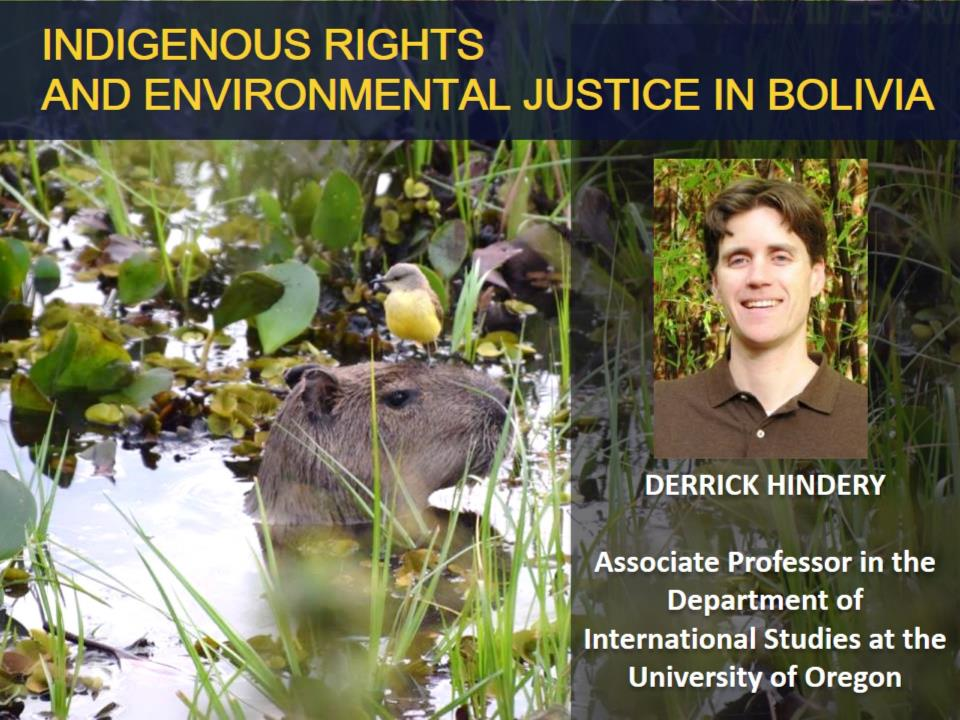 INDIGENOUS RIGHTS
AND ENVIRONMENTAL JUSTICE IN BOLIVIA
DERRICK HINDERY
Associate Professor in the
Department of
International Studies at the
University of Oregon